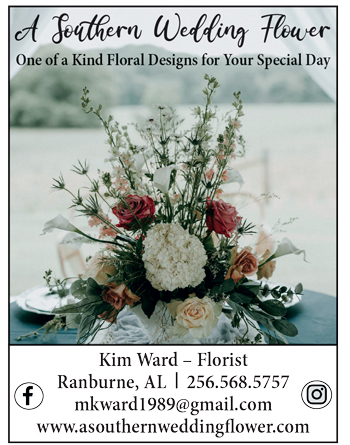 A Southern Wedding Flower
One of a Kind Floral Designs for Your Special Day
Kim Ward – Florist
Ranburne, AL | 256.568.5757
mkward1989@gmail.com
www.asouthernweddingflower.com